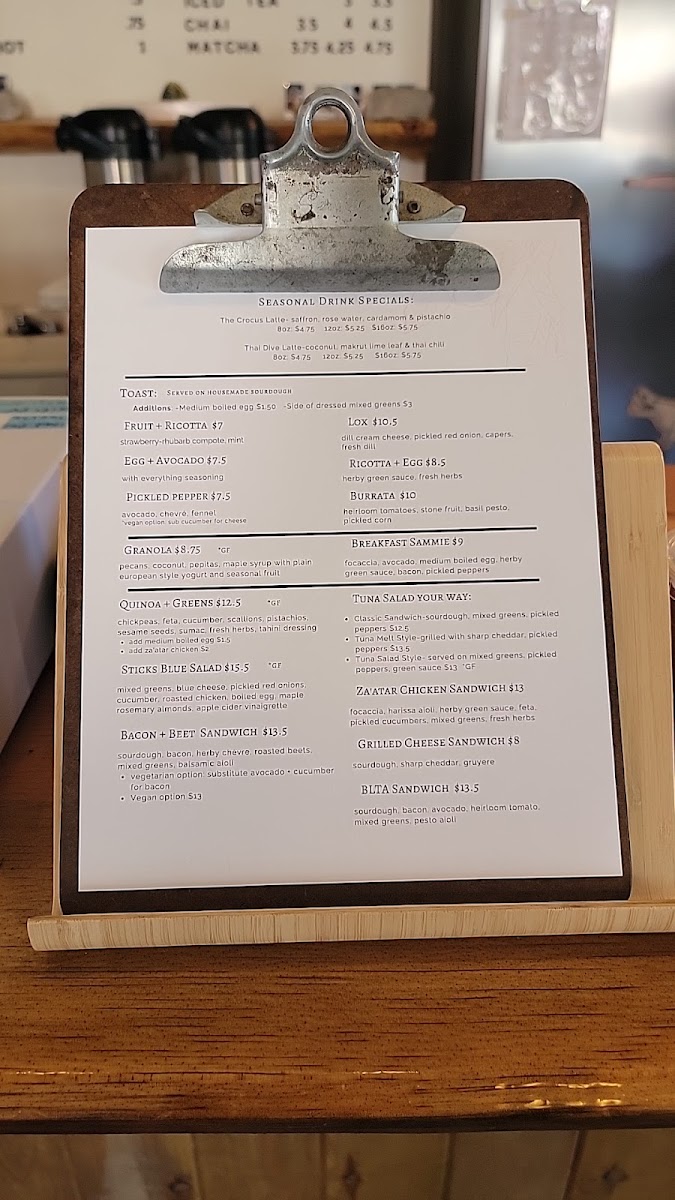 ICED TEA 3 3.5
.75 CHAI 3.5 4 4.5
HOT 1 MATCHA 3.75 4.25 4.75
Seasonal Drink Specials:
The Crocus Latte- saffron, rose water, cardamom & pistachio
8oz: $4.75 12oz: $5.25 $16oz: $5.75
Thai Dive Latte-coconut, makrut lime leaf & thai chili
8oz: $4.75 12oz: $5.25 $16oz: $5.75
Toast: Served on housemade sourdough
Additions: -Medium boiled egg $1.50 -Side of dressed mixed greens $3
Fruit + Ricotta $7
strawberry-rhubarb compote, mint
Egg + Avocado $7.5
with everything seasoning
Pickled pepper $7.5
avocado, chevre, fennel
*vegan option: sub cucumber for cheese
Lox $10.5
dill cream cheese, pickled red onion, capers,
fresh dill
Ricotta + Egg $8.5
herby green sauce, fresh herbs
Burrata $10
heirloom tomatoes, stone fruit, basil pesto,
pickled corn
Granola $8.75 *GF
pecans, coconut, pepitas, maple syrup with plain
european style yogurt and seasonal fruit
Breakfast Sammie $9
focaccia, avocado, medium boiled egg, herby
green sauce, bacon, pickled peppers
Quinoa + Greens $12.5 *GF
chickpeas, feta, cucumber, scallions, pistachios,
sesame seeds, sumac, fresh herbs, tahini dressing
• add medium boiled egg $1.5
• add za'atar chicken $2
Sticks Blue Salad $15.5 *GF
mixed greens, blue cheese, pickled red onions,
cucumber, roasted chicken, boiled egg, maple
rosemary almonds, apple cider vinaigrette
Bacon + Beet Sandwich $13.5
sourdough, bacon, herby chevre, roasted beets,
mixed greens, balsamic aioli
• vegetarian option: substitute avocado + cucumber
for bacon
• Vegan option $13
Tuna Salad your way:
• Classic Sandwich-sourdough, mixed greens, pickled
peppers $12.5
• Tuna Melt Style-grilled with sharp cheddar, pickled
peppers $13.5
• Tuna Salad Style- served on mixed greens, pickled
peppers, green sauce $13 *GF
Za'atar Chicken Sandwich $13
focaccia, harissa aioli, herby green sauce, feta,
pickled cucumbers, mixed greens, fresh herbs
Grilled Cheese Sandwich $8
sourdough, sharp cheddar, gruyere
BLTA Sandwich $13.5
sourdough, bacon, avocado, heirloom tomato,
mixed greens, pesto aioli